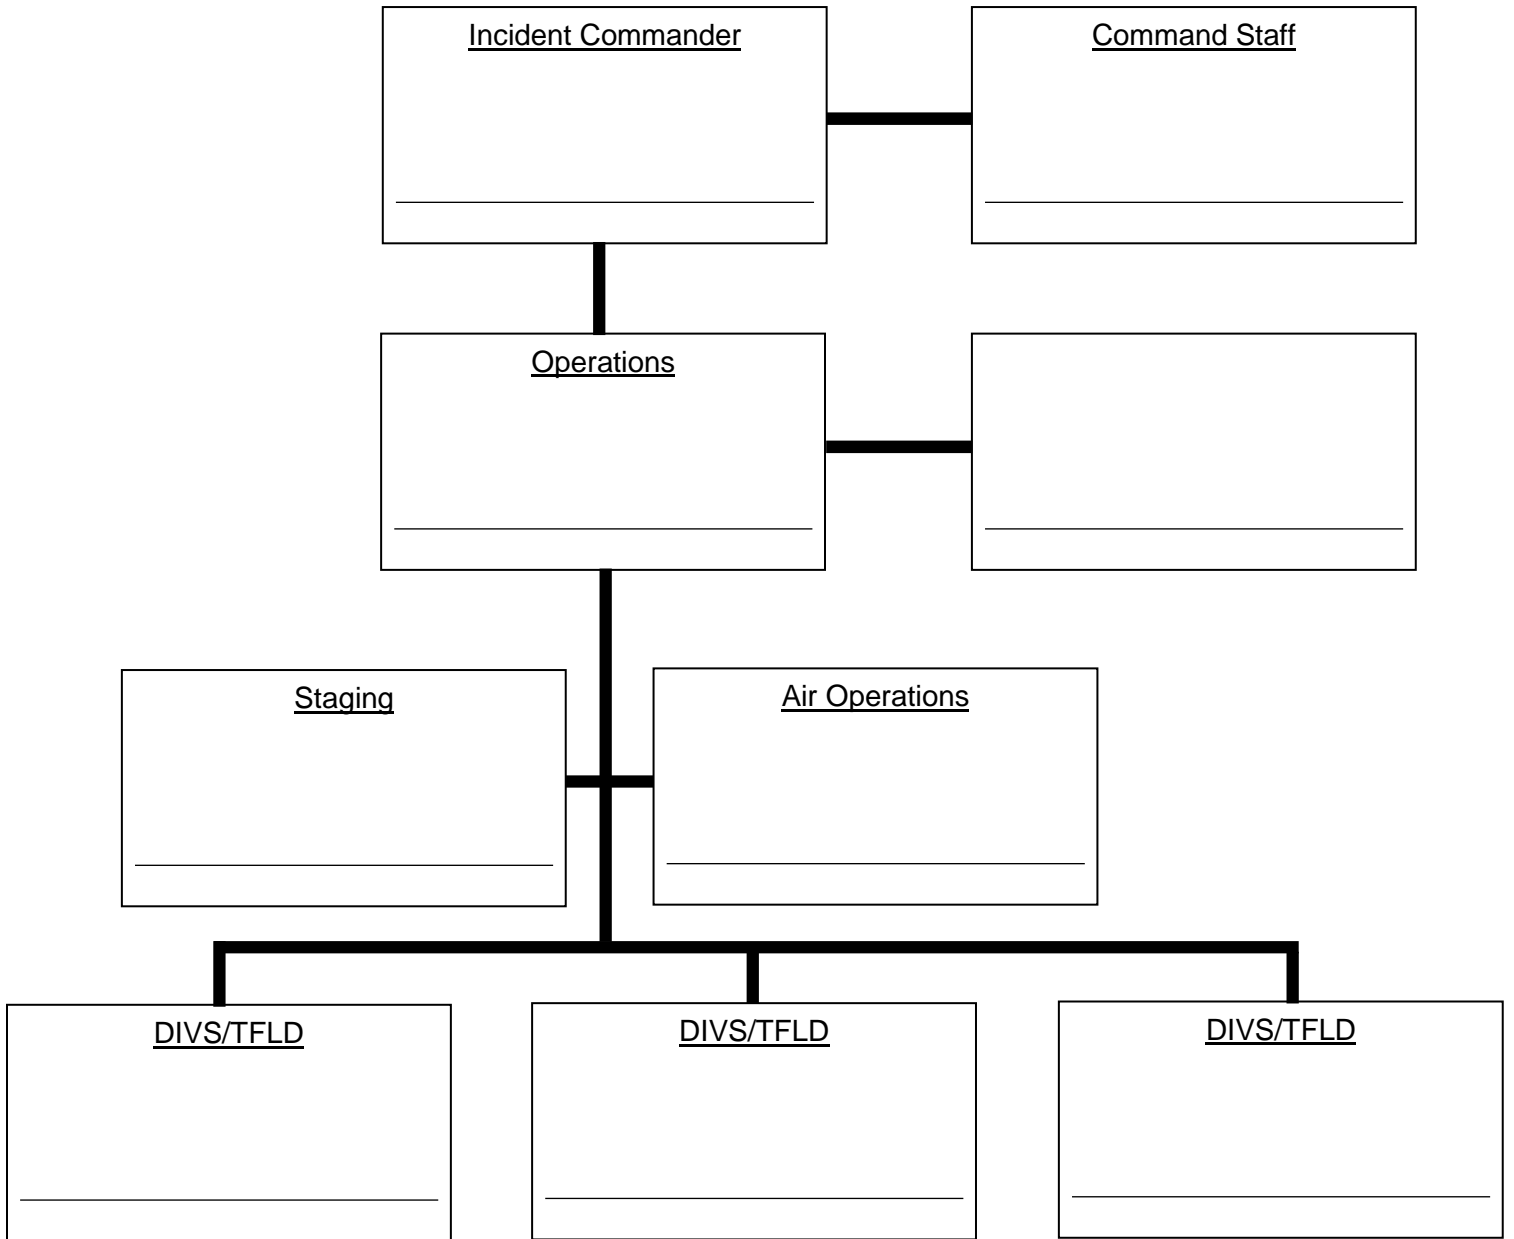 Incident Commander
Command Staff
Operations
Staging
Air Operations
DIVS/TFLD
DIVS/TFLD
DIVS/TFLD